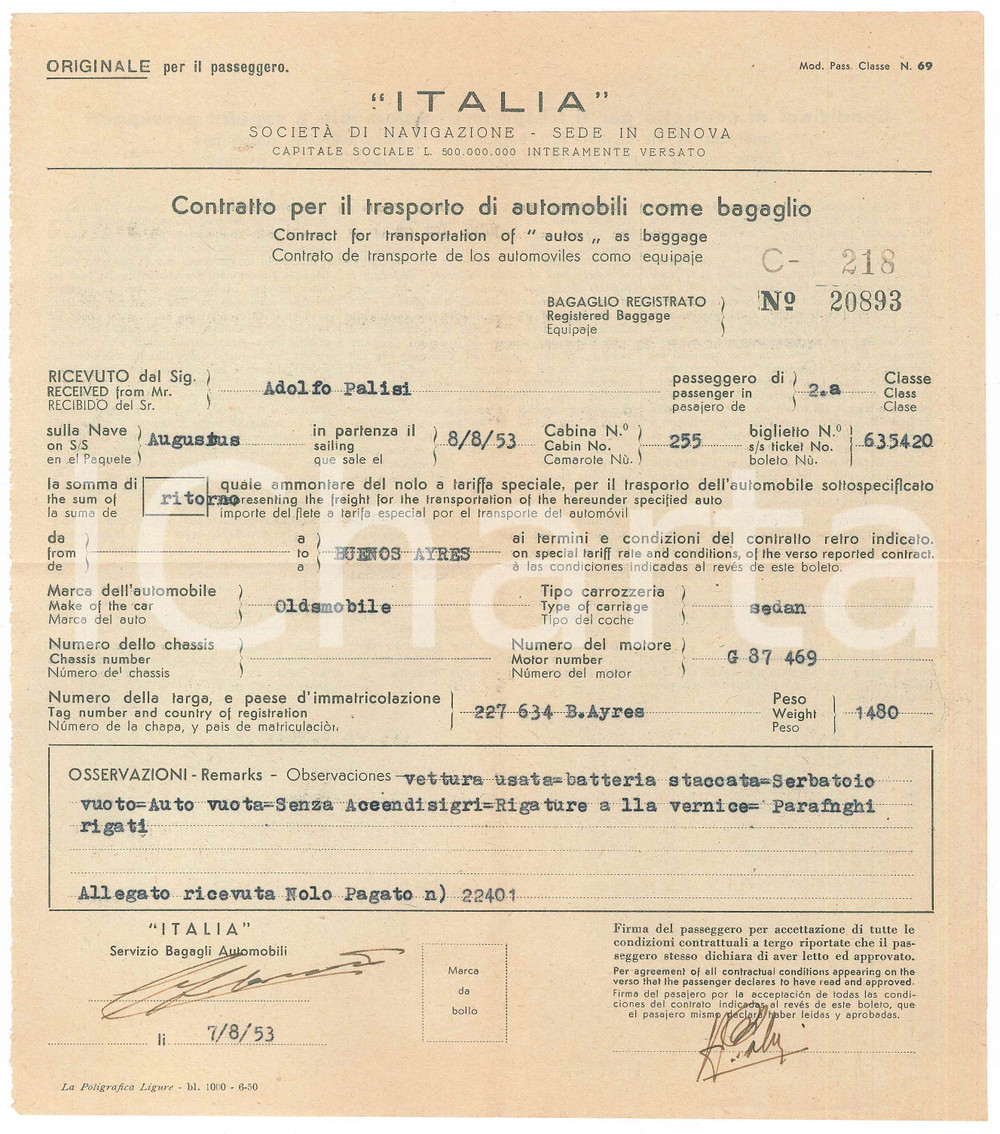 ORIGINALE per il passeggero.
Mod. Pass. Classe N. 69
"ITALIA"
SOCIETÀ DI NAVIGAZIONE - SEDE IN GENOVA
CAPITALE SOCIALE L. 500.000.000 INTERAMENTE VERSATO
Contratto per il trasporto di automobili come bagaglio
Contract for transportation of " autos „ as baggage
Contrato de transporte de los automoviles como equipaje
C- 218
BAGAGLIO REGISTRATO
Registered Baggage
Equipaje
Nº 20893
RICEVUTO dal Sig.
RECEIVED from Mr.
RECIBIDO del Sr.
Adolfo Palisi
passeggero di
passenger in
pasajero de
2.a
Classe
Class
Clase
sulla Nave
on S/S
en el Paquete
Augustus
in partenza il
sailing
que sale el
8/8/53
Cabina N.º
Cabin No.
Camarote Nù.
255
biglietto N.º
s/s ticket No.
boleto Nù.
635420
la somma di
the sum of
la suma de
ritorno
quale ammontare del nolo a tariffa speciale, per il trasporto dell'automobile sottospecificato
representing the freight for the transportation of the hereunder specified auto
importe del flete a tarifa especial por el transporte del automóvil
da
from
de
a
to
a
BUENOS AYRES
ai termini e condizioni del contratto retro indicato.
on special tariff rate and conditions, of the verso reported contract.
à las condiciones indicadas al revés de este boleto.
Marca dell'automobile
Make of the car
Marca del auto
Oldsmobile
Tipo carrozzeria
Type of carriage
Tipo del coche
sedan
Numero dello chassis
Chassis number
Número del chassis
Numero del motore
Motor number
Número del motor
G 87 469
Numero della targa, e paese d'immatricolazione
Tag number and country of registration
Número de la chapa, y pais de matriculaciòn
227 634 B.Ayres
Peso
Weight
Peso
1480
OSSERVAZIONI - Remarks - Observaciones vettura usata=batteria staccata=Serbatoio
vuoto=Auto vuota=Senza Aceendisigri=Rigature a lla vernice= Parafnghi
rigati
Allegato ricevuta Nolo Pagato n) 22401
"ITALIA"
Servizio Bagagli Automobili
li 7/8/53
Marca
da
bollo
Firma del passeggero per accettazione di tutte le
condizioni contrattuali a tergo riportate che il pas-
seggero stesso dichiara di aver letto ed approvato.
Per agreement of all contractual conditions appearing on the
verso that the passenger declares to have read and approved.
Firma del pasajero por la acceptación de todas las condi-
ciones del contrato indicadas al revés de este boleto, que
el pasajero mismo declara haber leidas y aprobadas.
La Poligrafica Ligure - bl. 1000 - 6-50
Charta